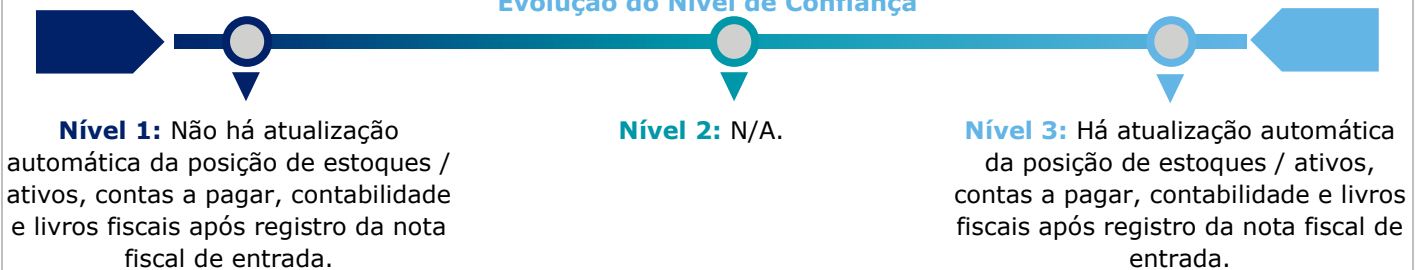 Evolução do Nível de Confiança
Nível 1: Não há atualização
automática da posição de estoques /
ativos, contas a pagar, contabilidade
e livros fiscais após registro da nota
fiscal de entrada.
Nível 2: N/A.
Nível 3: Há atualização automática
da posição de estoques / ativos,
contas a pagar, contabilidade e livros
fiscais após registro da nota fiscal de
entrada.